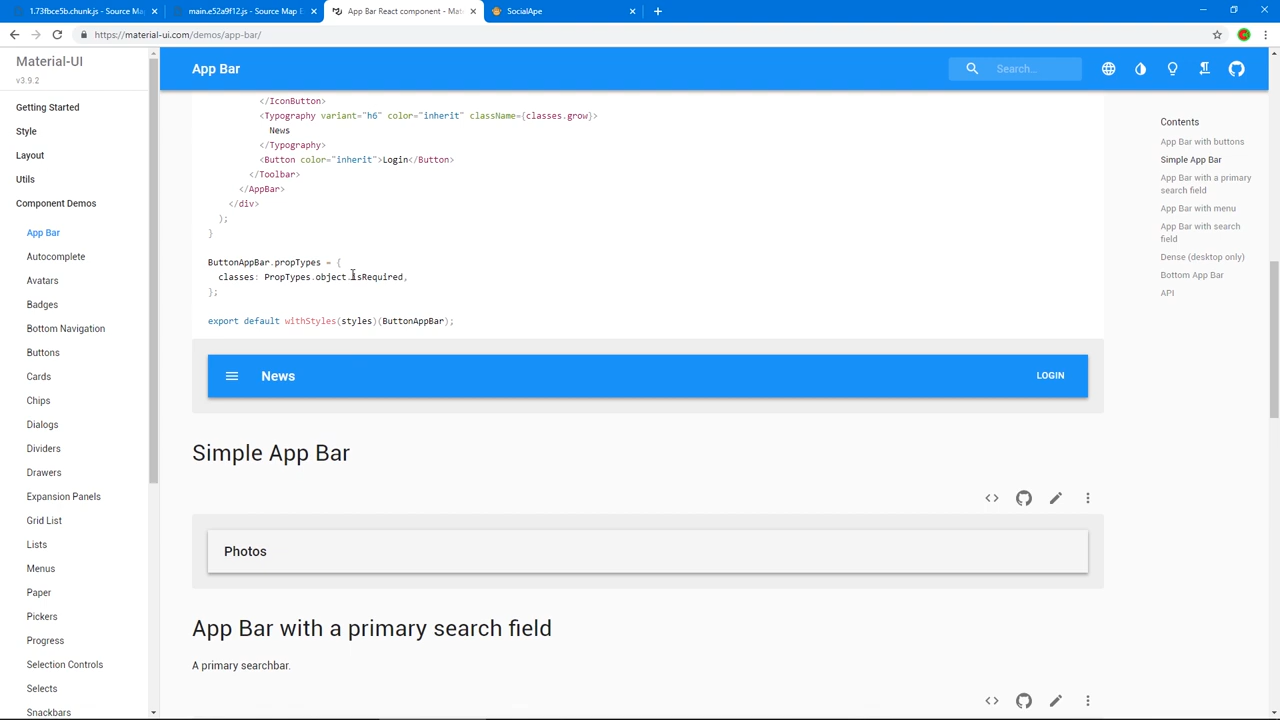 1.73fbce5b.chunk.js - Source Ma
main.e52a9f12.js - Source Map E
App Bar React component - Mat
SocialApe
https://material-ui.com/demos/app-bar/
Material-UI
v3.9.2
Getting Started
Style
Layout
Utils
Component Demos
App Bar
Autocomplete
Avatars
Badges
Bottom Navigation
Buttons
Cards
Chips
Dialogs
Dividers
Drawers
Expansion Panels
Grid List
Lists
Menus
Paper
Pickers
Progress
Selection Controls
Selects
Snackbars
App Bar
Search...
</IconButton>
<Typography variant="h6" color="inherit" className={classes.grow}>
News
</Typography>
<Button color="inherit">Login</Button>
</Toolbar>
</AppBar>
</div>
);
}
ButtonAppBar.propTypes = {
classes: PropTypes.object.isRequired,
};
export default withStyles(styles)(ButtonAppBar);
News
LOGIN
Simple App Bar
Photos
App Bar with a primary search field
A primary searchbar.
Contents
App Bar with buttons
Simple App Bar
App Bar with a primary
search field
App Bar with menu
App Bar with search
field
Dense (desktop only)
Bottom App Bar
API